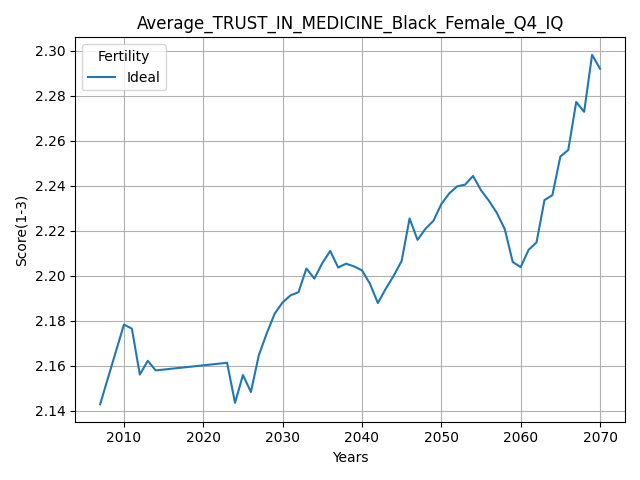 Average_TRUST_IN_MEDICINE_Black_Female_Q4_IQ
Fertility
Ideal
Score(1-3)
2.30
2.28
2.26
2.24
2.22
2.20
2.18
2.16
2.14
2010 2020 2030 2040 2050 2060 2070
Years